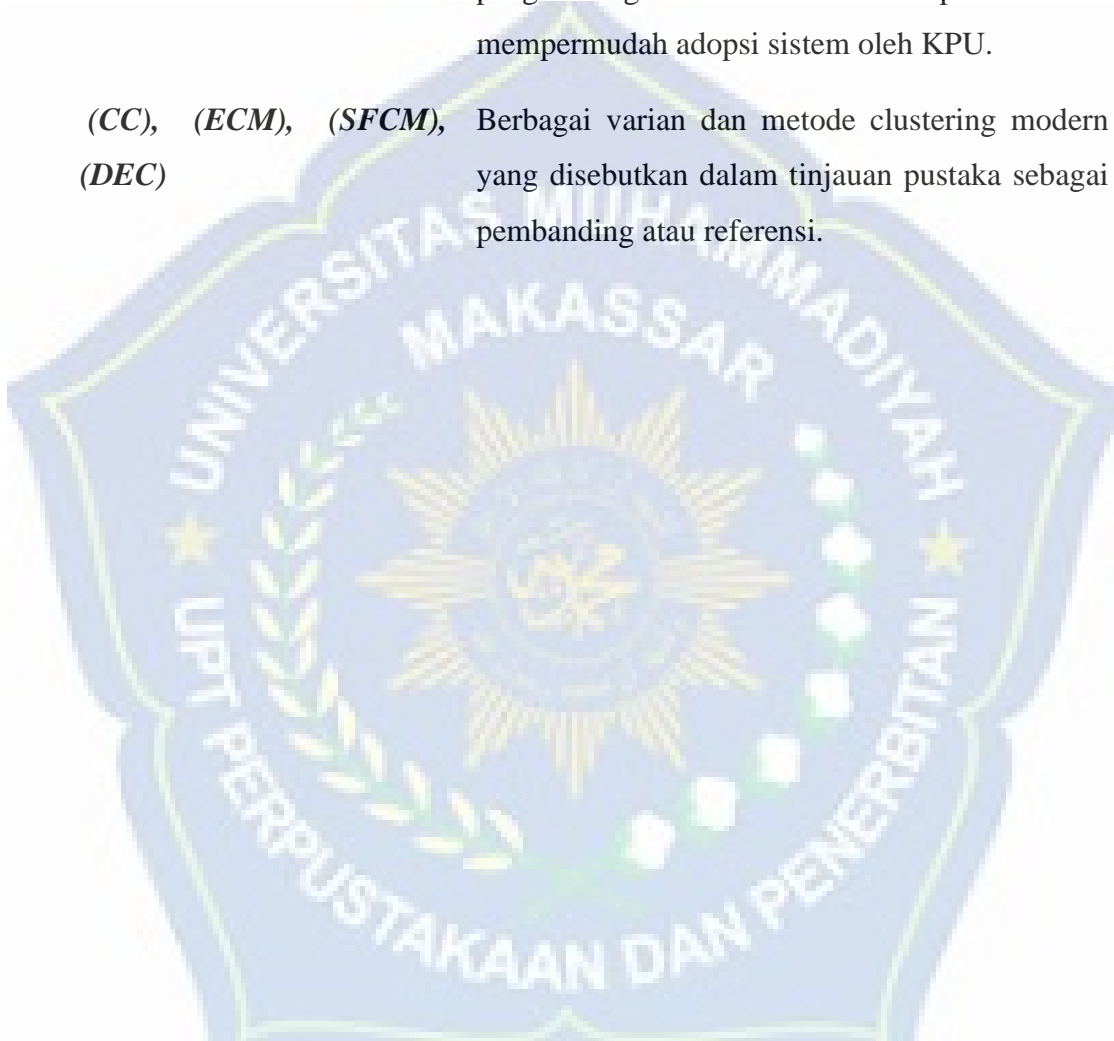 mempermudah adopsi sistem oleh KPU.
(CC), (ECM), (SFCM), Berbagai varian dan metode clustering modern
(DEC) yang disebutkan dalam tinjauan pustaka sebagai
pembanding atau referensi.
UNIVERSITAS MUHAMMADIYAH
MAKASSAR
UPT PERPUSTAKAAN DAN PENERBITAN